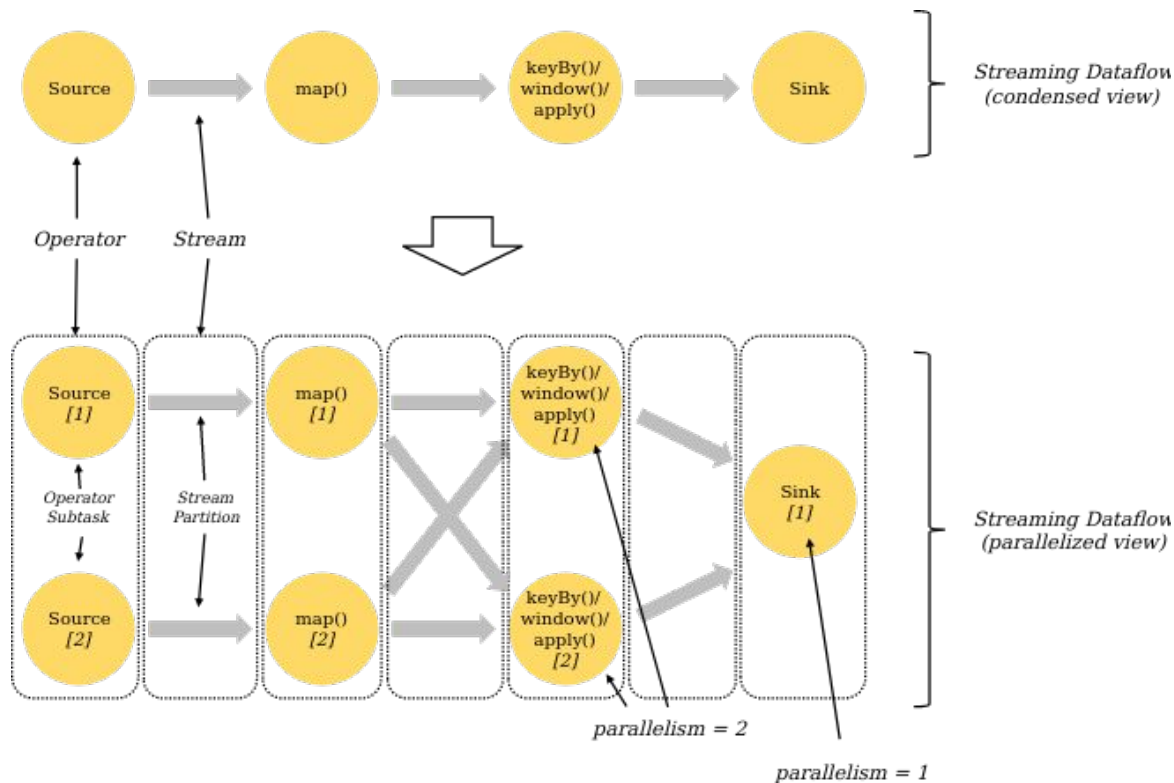 Source
map()
keyBy()/
window()/
apply()
Sink
Streaming Dataflow
(condensed view)
Operator
Stream
Source
[1]
map()
[1]
keyBy()/
window()/
apply()
[1]
Operator
Subtask
Stream
Partition
Sink
[1]
Streaming Dataflow
(parallelized view)
Source
[2]
map()
[2]
keyBy()/
window()/
apply()
[2]
parallelism = 2
parallelism = 1